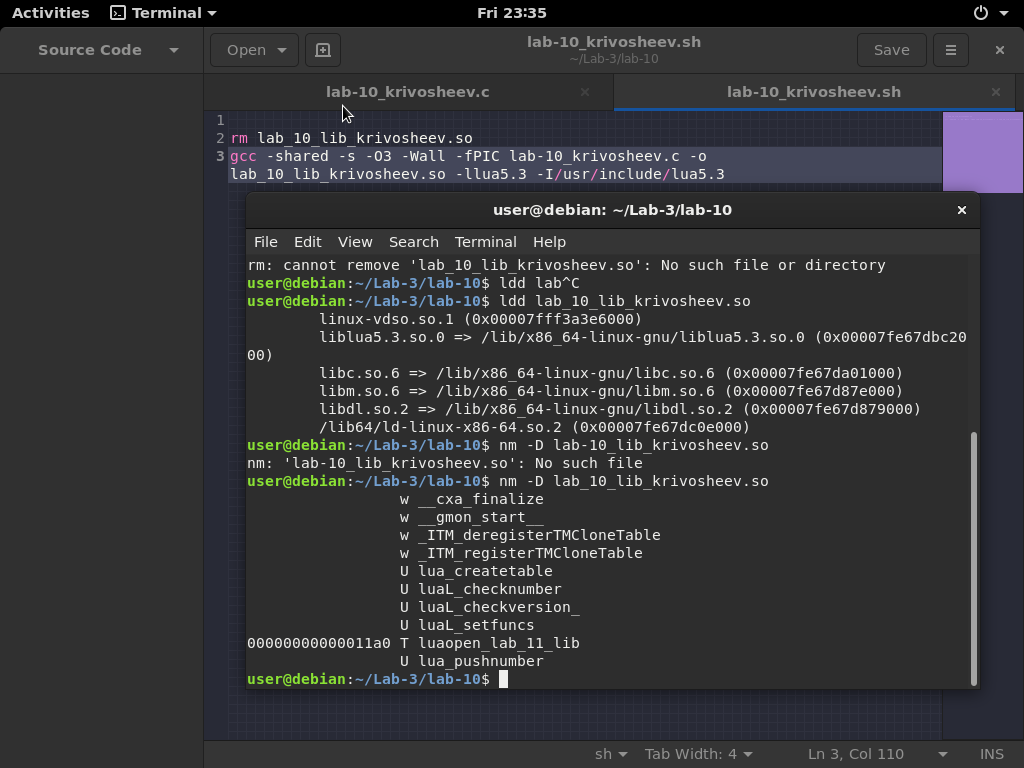 Activities Terminal Fri 23:35
Source Code Open lab-10_krivosheev.sh Save
~/Lab-3/lab-10
lab-10_krivosheev.c lab-10_krivosheev.sh
1
2 rm lab_10_lib_krivosheev.so
3 gcc -shared -s -O3 -Wall -fPIC lab-10_krivosheev.c -o
lab_10_lib_krivosheev.so -llua5.3 -I/usr/include/lua5.3
user@debian: ~/Lab-3/lab-10
File Edit View Search Terminal Help
rm: cannot remove 'lab_10_lib_krivosheev.so': No such file or directory
user@debian:~/Lab-3/lab-10$ ldd lab^C
user@debian:~/Lab-3/lab-10$ ldd lab_10_lib_krivosheev.so
linux-vdso.so.1 (0x00007fff3a3e6000)
liblua5.3.so.0 => /lib/x86_64-linux-gnu/liblua5.3.so.0 (0x00007fe67dbc20
00)
libc.so.6 => /lib/x86_64-linux-gnu/libc.so.6 (0x00007fe67da01000)
libm.so.6 => /lib/x86_64-linux-gnu/libm.so.6 (0x00007fe67d87e000)
libdl.so.2 => /lib/x86_64-linux-gnu/libdl.so.2 (0x00007fe67d879000)
/lib64/ld-linux-x86-64.so.2 (0x00007fe67dc0e000)
user@debian:~/Lab-3/lab-10$ nm -D lab-10_lib_krivosheev.so
nm: 'lab-10_lib_krivosheev.so': No such file
user@debian:~/Lab-3/lab-10$ nm -D lab_10_lib_krivosheev.so
w __cxa_finalize
w __gmon_start__
w _ITM_deregisterTMCloneTable
w _ITM_registerTMCloneTable
U lua_createtable
U luaL_checknumber
U luaL_checkversion_
U luaL_setfuncs
00000000000011a0 T luaopen_lab_11_lib
U lua_pushnumber
user@debian:~/Lab-3/lab-10$
sh Tab Width: 4 Ln 3, Col 110 INS